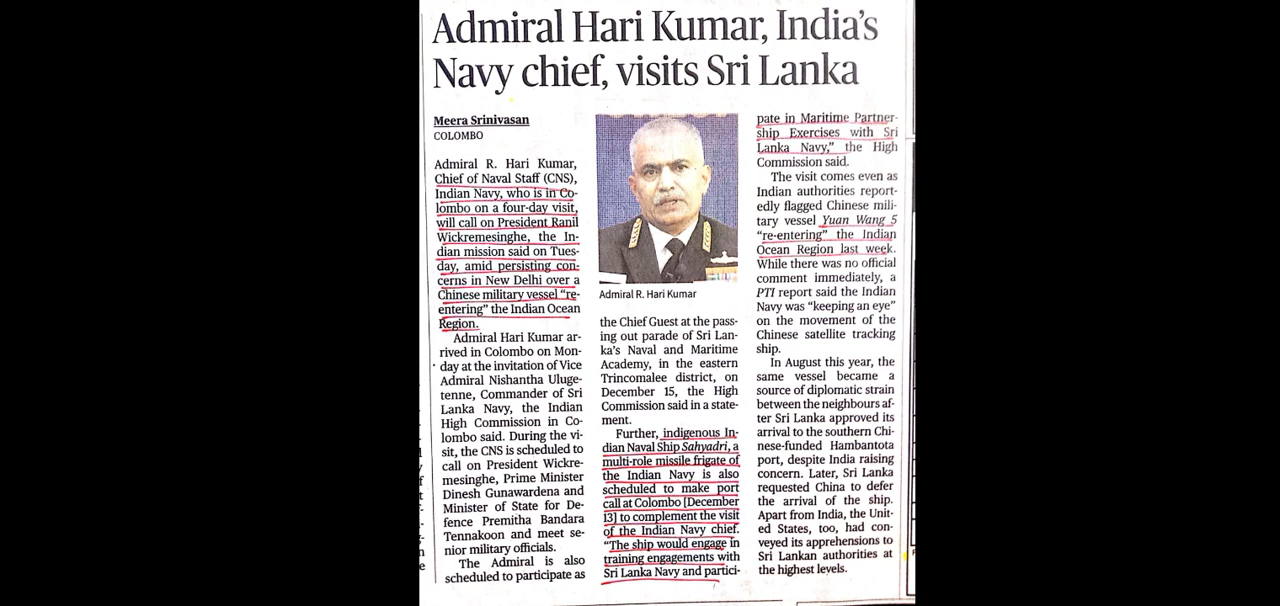 Admiral Hari Kumar, India's
Navy chief, visits Sri Lanka
Meera Srinivasan
COLOMBO
Admiral R. Hari Kumar,
Chief of Naval Staff (CNS),
Indian Navy, who is in Co-
lombo on a four-day visit,
will call on President Ranil
Wickremesinghe, the In-
dian mission said on Tues-
day, amid persisting con-
cerns in New Delhi over a
Chinese military vessel “re-
entering” the Indian Ocean
Region.
Admiral Hari Kumar ar-
rived in Colombo on Mon-
day at the invitation of Vice
Admiral Nishantha Uluge-
tenne, Commander of Sri
Lanka Navy, the Indian
High Commission in Co-
lombo said. During the vi-
sit, the CNS is scheduled to
call on President Wickre-
mesinghe, Prime Minister
Dinesh Gunawardena and
Minister of State for De-
fence Premitha Bandara
Tennakoon and meet se-
nior military officials.
The Admiral is also
scheduled to participate as
Admiral R. Hari Kumar
the Chief Guest at the pass-
ing out parade of Sri Lan-
ka's Naval and Maritime
Academy, in the eastern
Trincomalee district, on
December 15, the High
Commission said in a state-
ment.
Further, indigenous In-
dian Naval Ship Sahyadri, a
multi-role missile frigate of
the Indian Navy is also
scheduled to make port
call at Colombo [December
13] to complement the visit
of the Indian Navy chief.
“The ship would engage in
training engagements with
Sri Lanka Navy and partici-
pate in Maritime Partner-
ship Exercises with Sri
Lanka Navy,” the High
Commission said.
The visit comes even as
Indian authorities report-
edly flagged Chinese mili-
tary vessel Yuan Wang 5
“re-entering” the Indian
Ocean Region last week.
While there was no official
comment immediately, a
PTI report said the Indian
Navy was “keeping an eye”
on the movement of the
Chinese satellite tracking
ship.
In August this year, the
same vessel became a
source of diplomatic strain
between the neighbours af-
ter Sri Lanka approved its
arrival to the southern Chi-
nese-funded Hambantota
port, despite India raising
concern. Later, Sri Lanka
requested China to defer
the arrival of the ship.
Apart from India, the Unit-
ed States, too, had con-
veyed its apprehensions to
Sri Lankan authorities at
the highest levels.